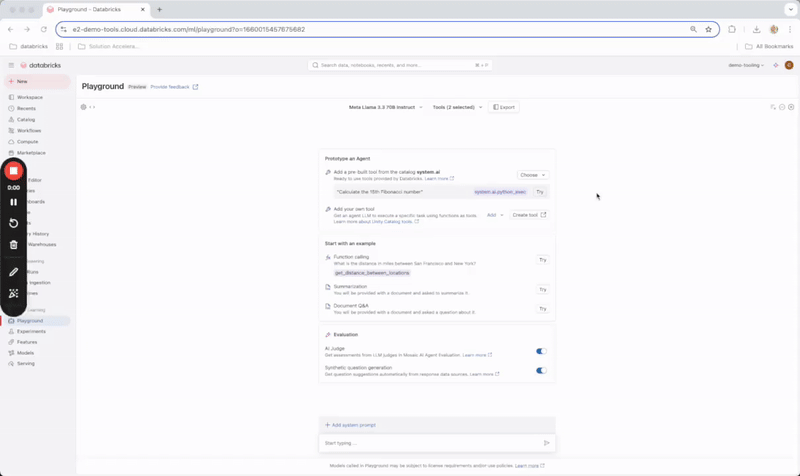 Playground - Databricks
e2-demo-tools.cloud.databricks.com/ml/playground?o=1660015457675682
databricks
Solution Accelera...
All Bookmarks
databricks
Search data, notebooks, recents, and more...
⌘ + P
demo-tooling
C
New
Workspace
Recents
Catalog
Workflows
Compute
Marketplace
Editor
Warehouses
Ingestion
Learning
Playground
Experiments
Features
Models
Serving
0:00
Playground
Preview
Provide feedback
Meta Llama 3.3 70B Instruct
Tools (2 selected)
Export
Prototype an Agent
Add a pre-built tool from the catalog system.ai
Ready to use tools provided by Databricks. Learn more
Choose
"Calculate the 15th Fibonacci number"
system.ai.python_exec
Try
Add your own tool
Get an agent LLM to execute a specific task using functions as tools.
Learn more about Unity Catalog tools.
Add
Create tool
Start with an example
Function calling
What is the distance in miles between San Francisco and New York?
get_distance_between_locations
Try
Summarization
You will be provided with a document and asked to summarize it.
Try
Document Q&A
You will be provided with a document and asked a question about it.
Try
Evaluation
AI Judge
Get assessments from LLM judges in Mosaic AI Agent Evaluation. Learn more
Synthetic question generation
Get question suggestions automatically from response data sources. Learn more
Add system prompt
Start typing...
Models called in Playground may be subject to license requirements and/or use policies. Learn more